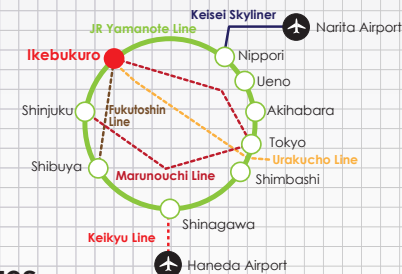 Keisei Skyliner
JR Yamanote Line
Narita Airport
Ikebukuro
Nippori
Ueno
Shinjuku
Fukutoshin
Line
Akihabara
Tokyo
Urakucho Line
Shibuya
Marunouchi Line
Shimbashi
Shinagawa
Keikyu Line
Haneda Airport